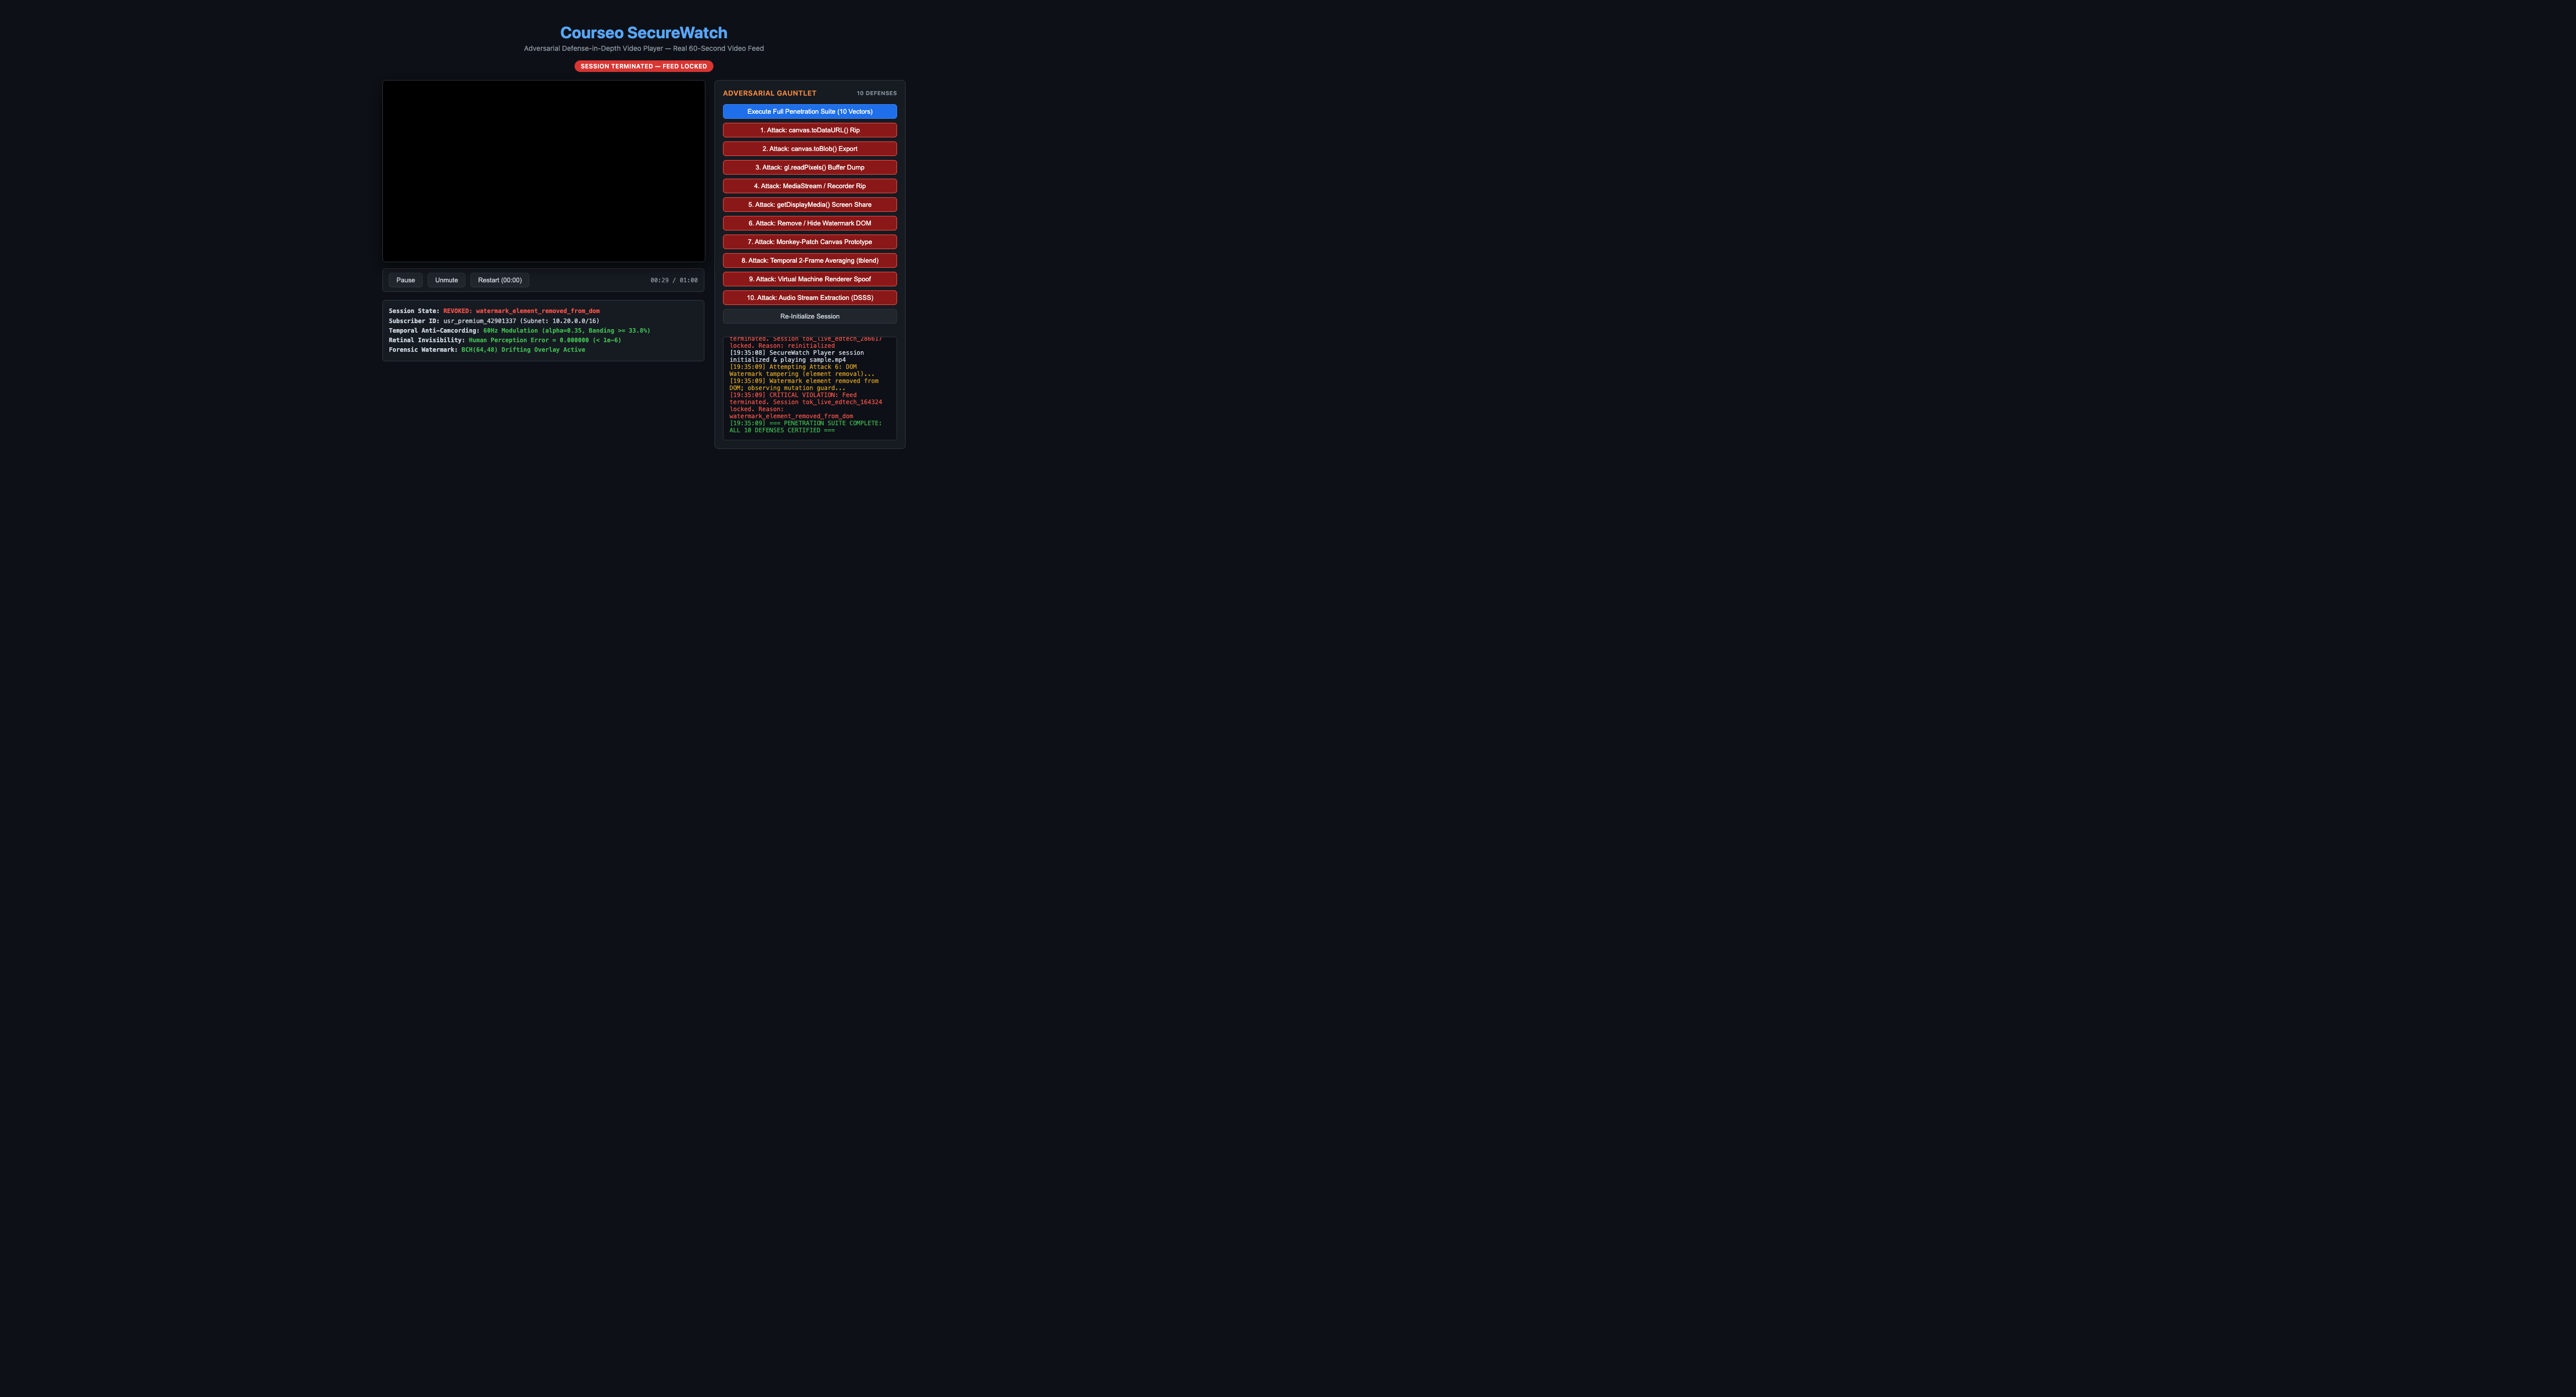 Courseo SecureWatch
Adversarial Defense-in-Depth Video Player — Real 60-Second Video Feed
SESSION TERMINATED — FEED LOCKED
Pause
Unmute
Restart (00:00)
00:29 / 01:00
Session State: REVOKED: watermark_element_removed_from_dom
Subscriber ID: usr_premium_42901337 (Subnet: 10.20.0.0/16)
Temporal Anti-Camcording: 60Hz Modulation (alpha=0.35, Banding >= 33.8%)
Retinal Invisibility: Human Perception Error = 0.000000 (< 1e-6)
Forensic Watermark: BCH(64,48) Drifting Overlay Active
ADVERSARIAL GAUNTLET
10 DEFENSES
Execute Full Penetration Suite (10 Vectors)
1. Attack: canvas.toDataURL() Rip
2. Attack: canvas.toBlob() Export
3. Attack: gl.readPixels() Buffer Dump
4. Attack: MediaStream / Recorder Rip
5. Attack: getDisplayMedia() Screen Share
6. Attack: Remove / Hide Watermark DOM
7. Attack: Monkey-Patch Canvas Prototype
8. Attack: Temporal 2-Frame Averaging (tblend)
9. Attack: Virtual Machine Renderer Spoof
10. Attack: Audio Stream Extraction (DSSS)
Re-Initialize Session
terminated. Session tok_live_edtech_286617
locked. Reason: reinitialized
[19:35:08] SecureWatch Player session
initialized & playing sample.mp4
[19:35:09] Attempting Attack 6: DOM
Watermark tampering (element removal)...
[19:35:09] Watermark element removed from
DOM; observing mutation guard...
[19:35:09] CRITICAL VIOLATION: Feed
terminated. Session tok_live_edtech_164324
locked. Reason:
watermark_element_removed_from_dom
[19:35:09] === PENETRATION SUITE COMPLETE:
ALL 10 DEFENSES CERTIFIED ===